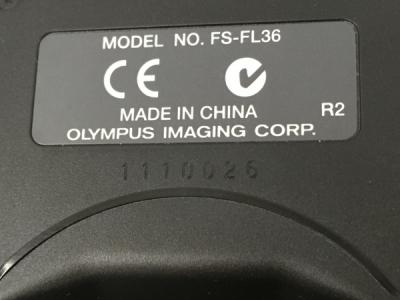 MODEL NO. FS-FL36
CE
MADE IN CHINA R2
OLYMPUS IMAGING CORP.
1110026